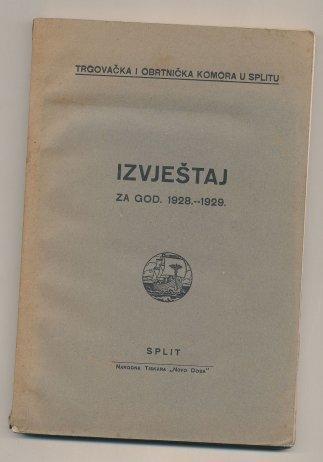 TRGOVAČKA I OBRTNIČKA KOMORA U SPLITU
IZVJEŠTAJ
ZA GOD. 1928.--1929.
SPLIT
NARODNA TISKARA „NOVO DOBA"